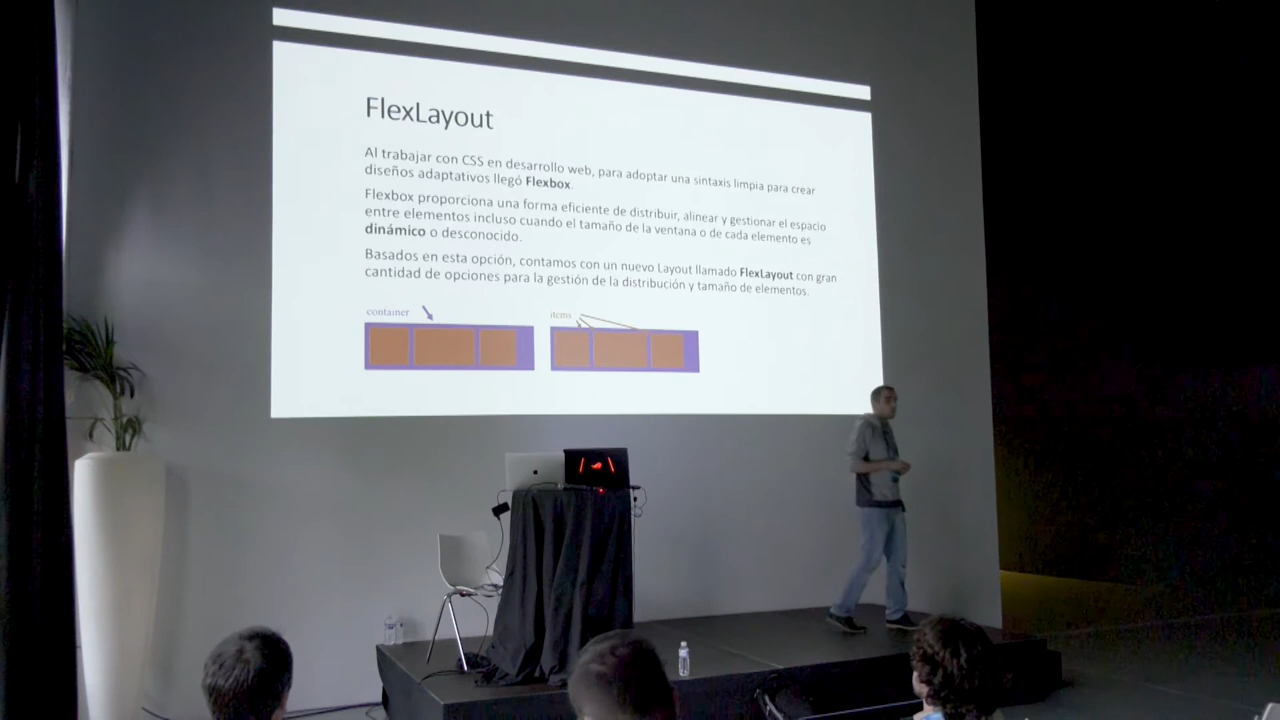 FlexLayout
Al trabajar con CSS en desarrollo web, para adoptar una sintaxis limpia para crear
diseños adaptativos llegó Flexbox.
Flexbox proporciona una forma eficiente de distribuir, alinear y gestionar el espacio
entre elementos incluso cuando el tamaño de la ventana o de cada elemento es
dinámico o desconocido.
Basados en esta opción, contamos con un nuevo Layout llamado FlexLayout con gran
cantidad de opciones para la gestión de la distribución y tamaño de elementos.
container
items